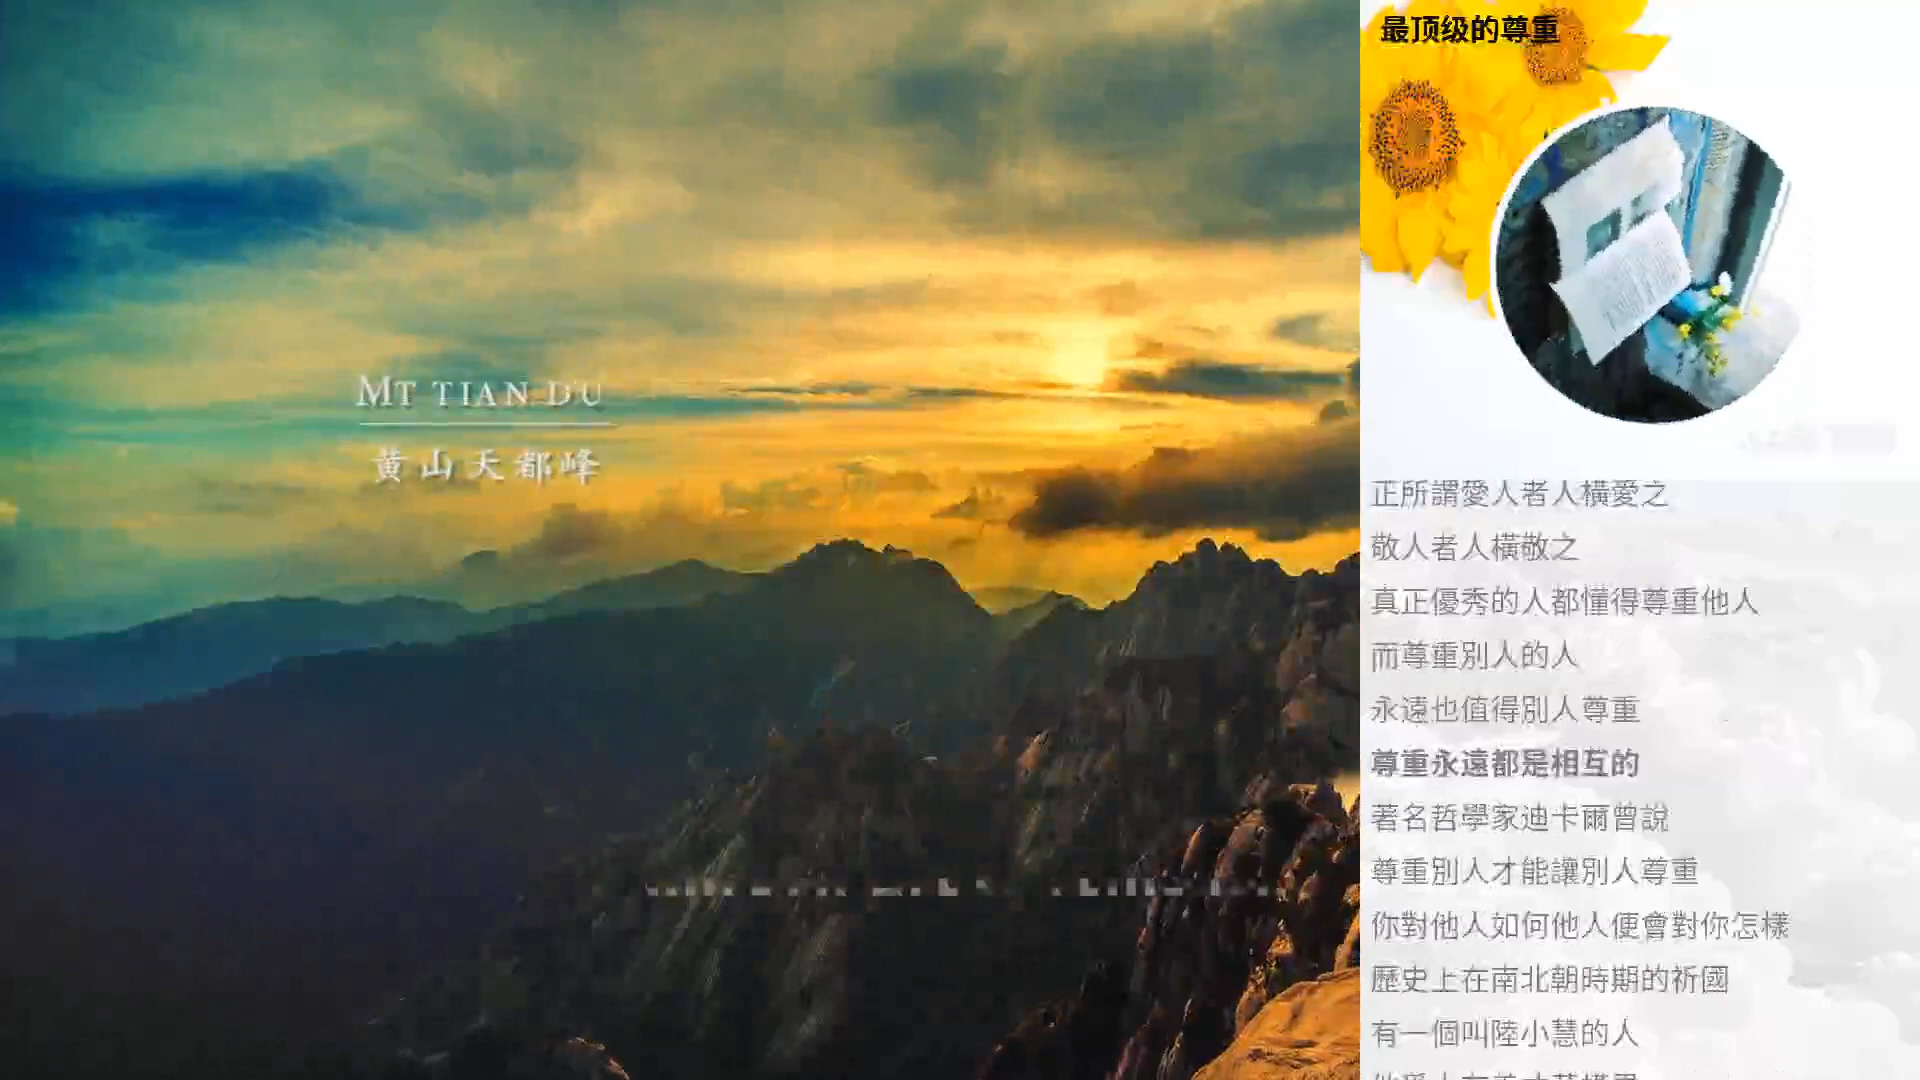 MT TIAN DU
黄山天都峰
最顶级的尊重
正所謂愛人者人橫愛之
敬人者人橫敬之
真正優秀的人都懂得尊重他人
而尊重別人的人
永遠也值得別人尊重
尊重永遠都是相互的
著名哲學家迪卡爾曾說
尊重別人才能讓別人尊重
你對他人如何他人便會對你怎樣
歷史上在南北朝時期的祈國
有一個叫陸小慧的人